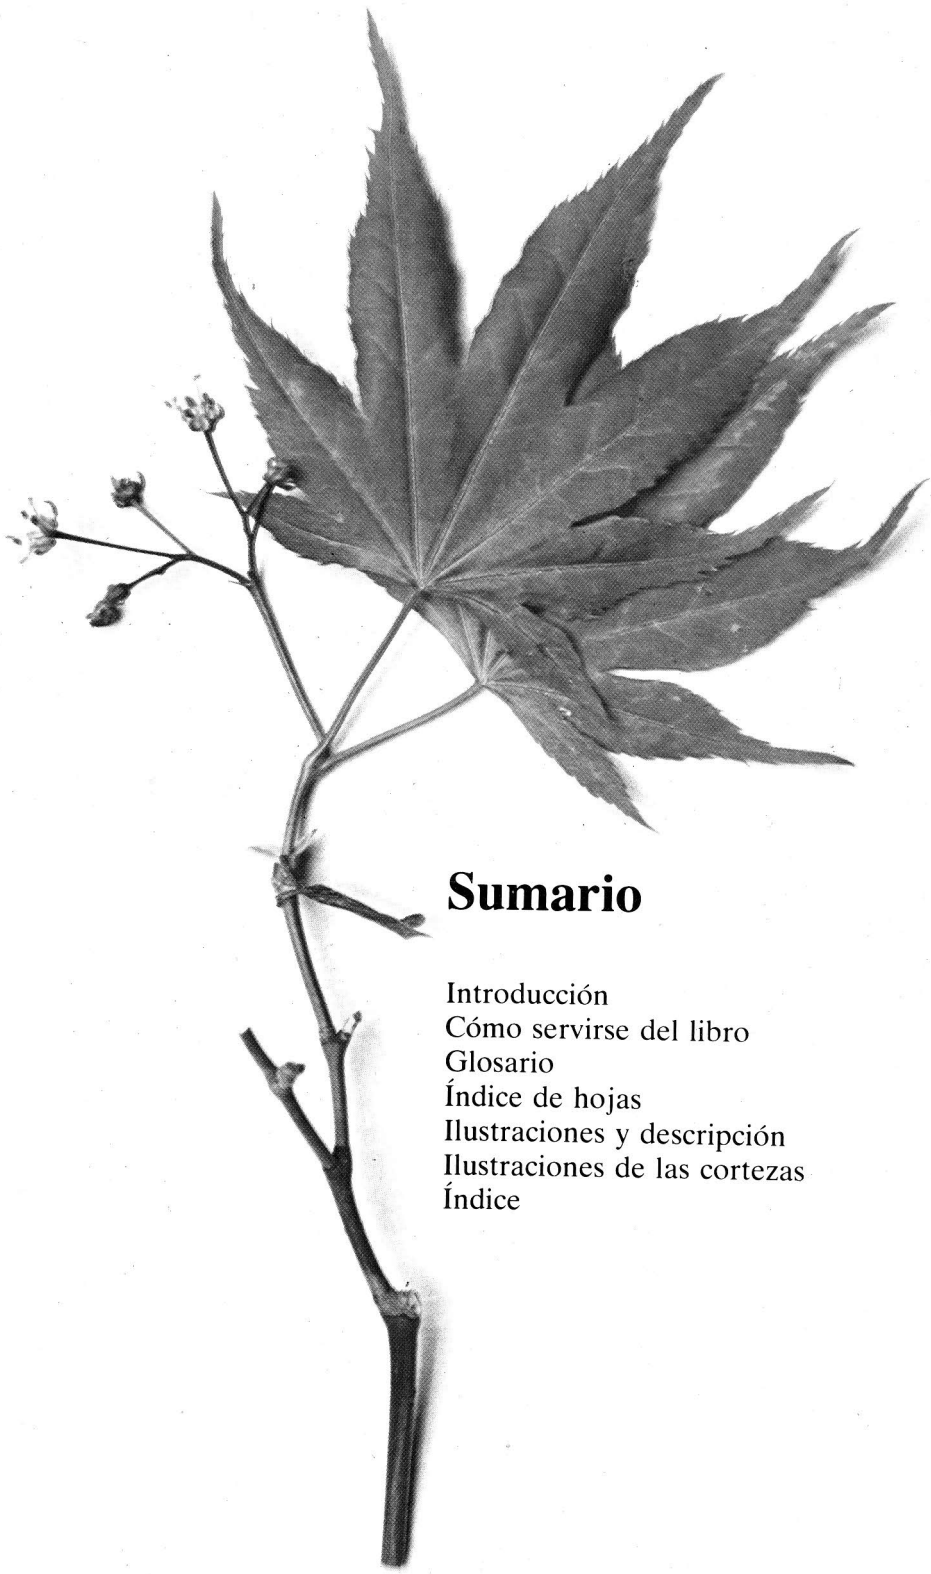 Sumario
Introducción
Cómo servirse del libro
Glosario
Índice de hojas
Ilustraciones y descripción
Ilustraciones de las cortezas
Índice